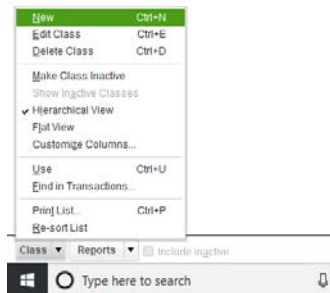 New Ctrl+N
Edit Class Ctrl+E
Delete Class Ctrl+D
Make Class Inactive
Show Inactive Classes
Hierarchical View
Flat View
Customize Columns...
Use Ctrl+U
Find in Transactions...
Print List... Ctrl+P
Re-sort List
Class Reports Include inactive
Type here to search